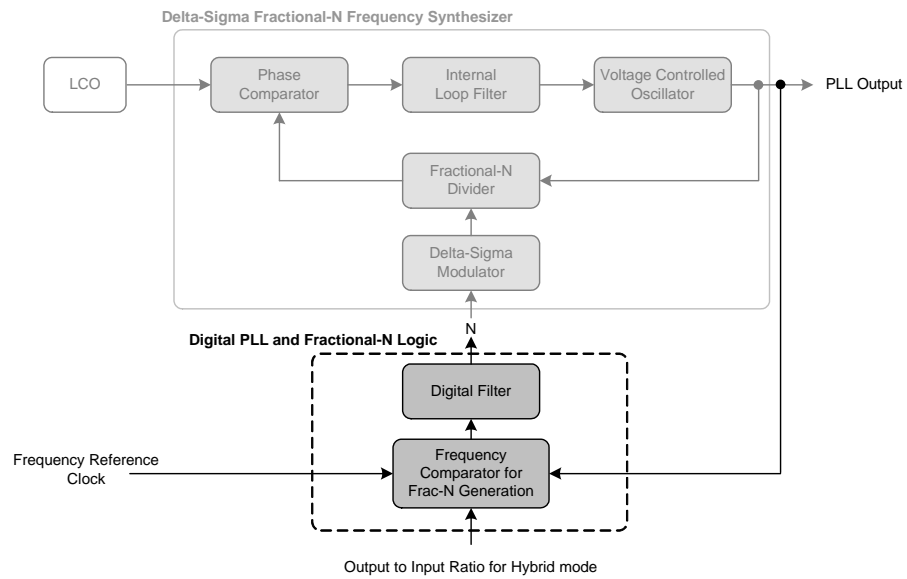 Delta-Sigma Fractional-N Frequency Synthesizer
LCO
Phase
Comparator
Internal
Loop Filter
Voltage Controlled
Oscillator
PLL Output
Fractional-N
Divider
Delta-Sigma
Modulator
N
Digital PLL and Fractional-N Logic
Digital Filter
Frequency Reference
Clock
Frequency
Comparator for
Frac-N Generation
Output to Input Ratio for Hybrid mode